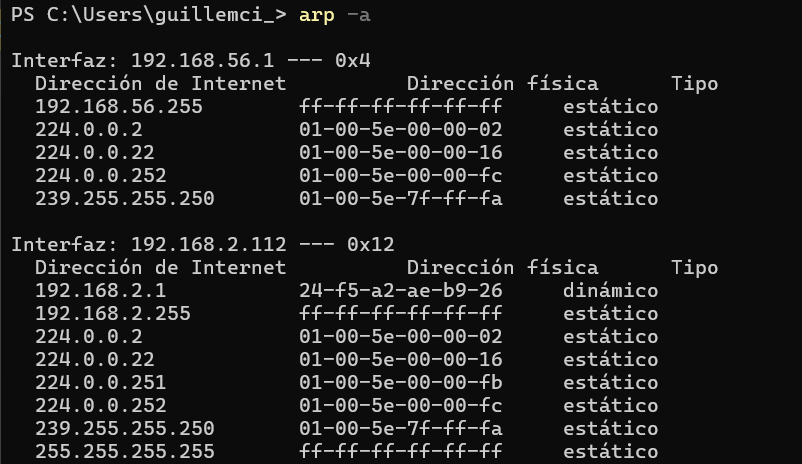 PS C:\Users\guillemci_> arp -a
Interfaz: 192.168.56.1 --- 0x4
Dirección de Internet Dirección física Tipo
192.168.56.255 ff-ff-ff-ff-ff-ff estático
224.0.0.2 01-00-5e-00-00-02 estático
224.0.0.22 01-00-5e-00-00-16 estático
224.0.0.252 01-00-5e-00-00-fc estático
239.255.255.250 01-00-5e-7f-ff-fa estático
Interfaz: 192.168.2.112 --- 0x12
Dirección de Internet Dirección física Tipo
192.168.2.1 24-f5-a2-ae-b9-26 dinámico
192.168.2.255 ff-ff-ff-ff-ff-ff estático
224.0.0.2 01-00-5e-00-00-02 estático
224.0.0.22 01-00-5e-00-00-16 estático
224.0.0.251 01-00-5e-00-00-fb estático
224.0.0.252 01-00-5e-00-00-fc estático
239.255.255.250 01-00-5e-7f-ff-fa estático
255.255.255.255 ff-ff-ff-ff-ff-ff estático